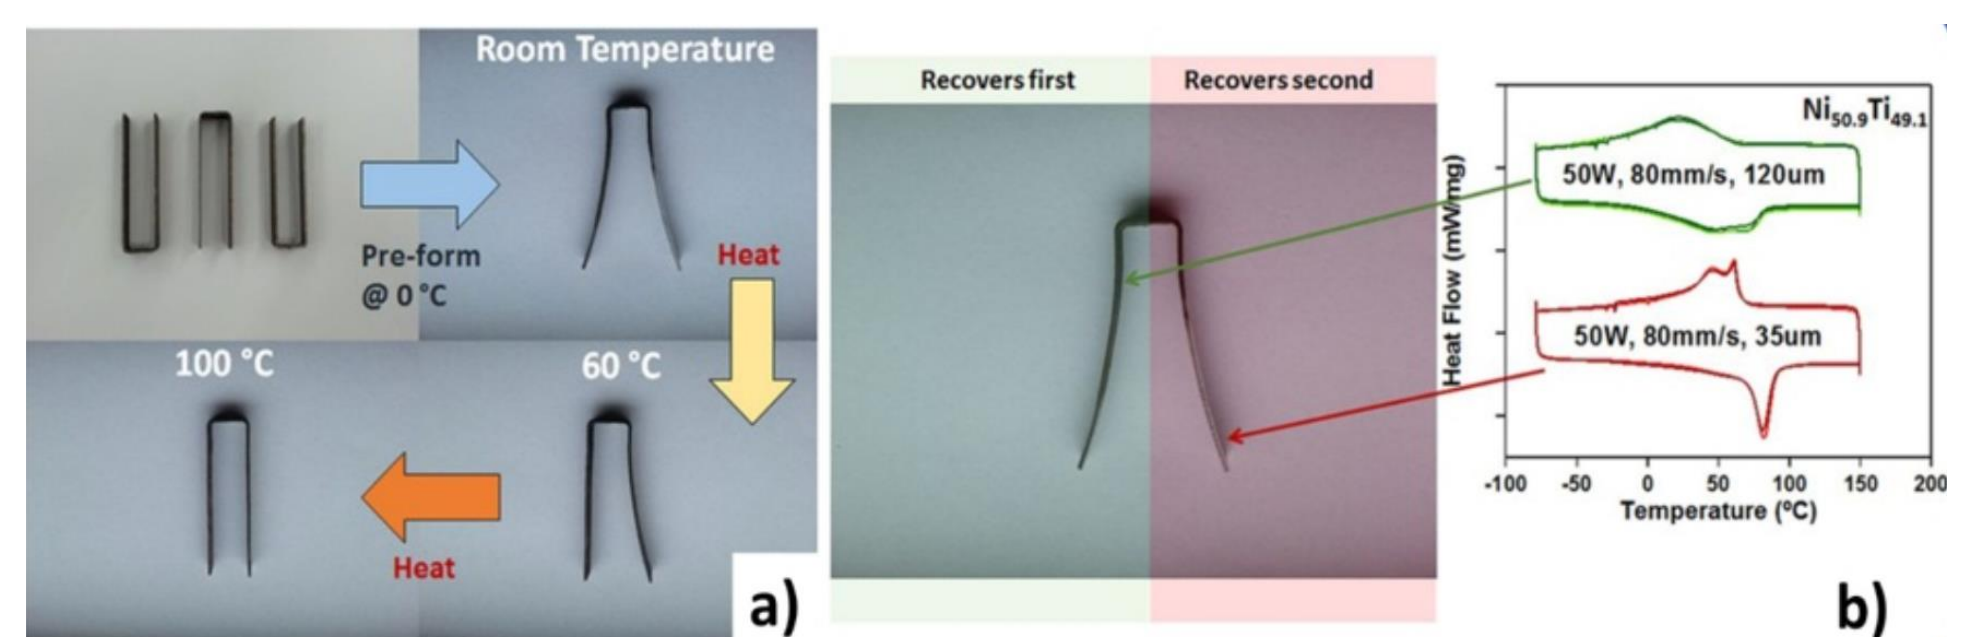 Room Temperature
Pre-form
@ 0 °C
Heat
100 °C
60 °C
Heat
a)
Recovers first
Recovers second
Ni50.9Ti49.1
50W, 80mm/s, 120um
50W, 80mm/s, 35um
Heat Flow (mW/mg)
-100 -50 0 50 100 150 200
Temperature (ºC)
b)